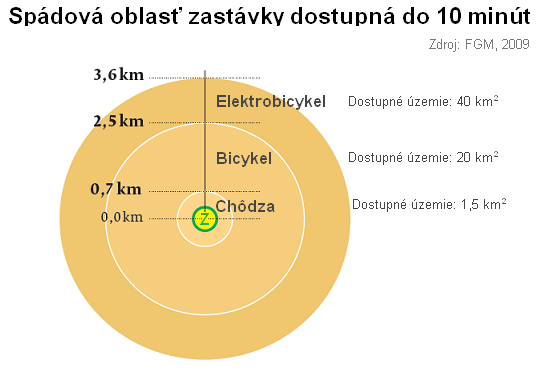 Spádová oblasť zastávky dostupná do 10 minút
Zdroj: FGM, 2009
3,6 km
Elektrobicykel
Dostupné územie: 40 km²
2,5 km
Bicykel
Dostupné územie: 20 km²
0,7 km
Chôdza
Dostupné územie: 1,5 km²
0,0 km
Z